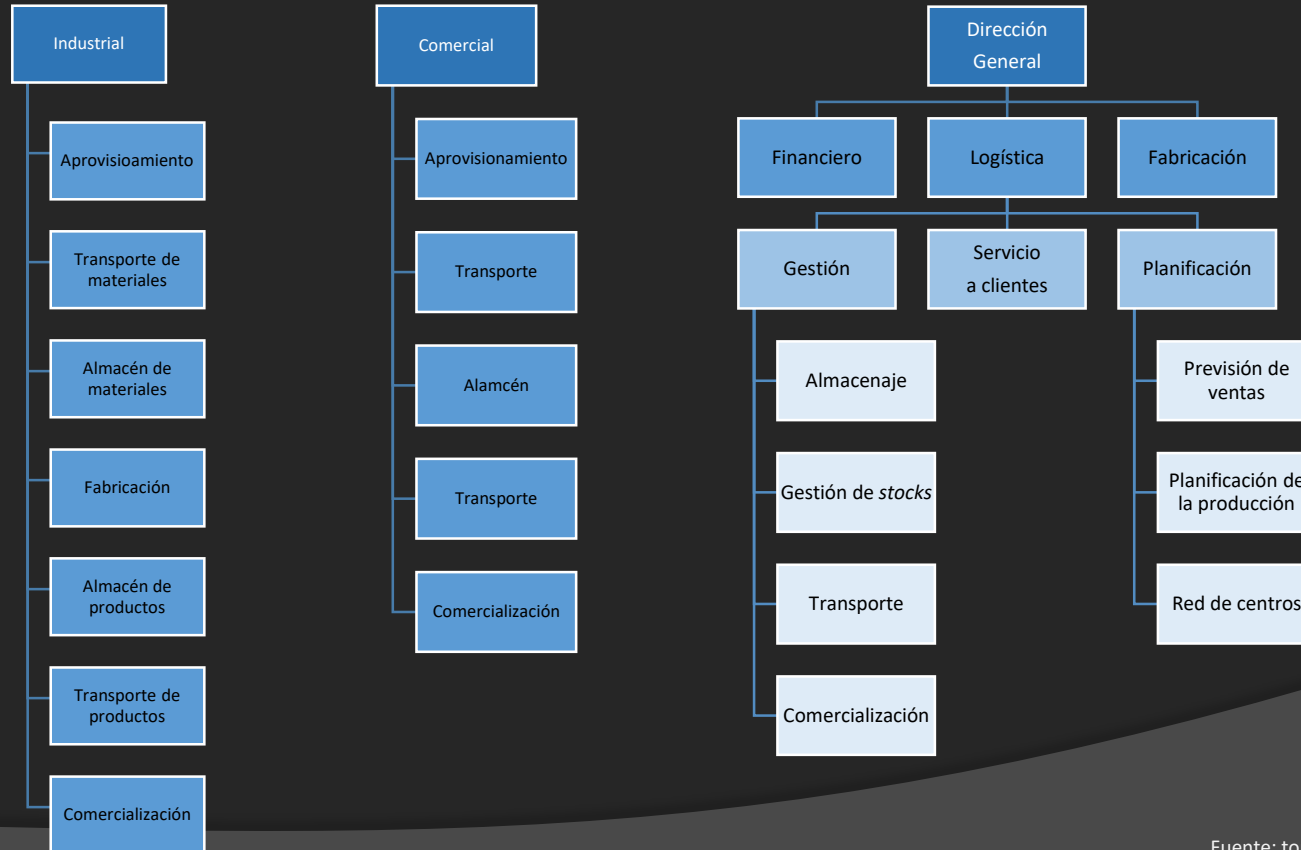 Industrial
Aprovisioamiento
Transporte de
materiales
Almacén de
materiales
Fabricación
Almacén de
productos
Transporte de
productos
Comercialización
Comercial
Aprovisionamiento
Transporte
Alamcén
Transporte
Comercialización
Dirección
General
Financiero
Logística
Fabricación
Gestión
Servicio
a clientes
Planificación
Almacenaje
Gestión de stocks
Transporte
Comercialización
Previsión de
ventas
Planificación de
la producción
Red de centros
Fuente: to